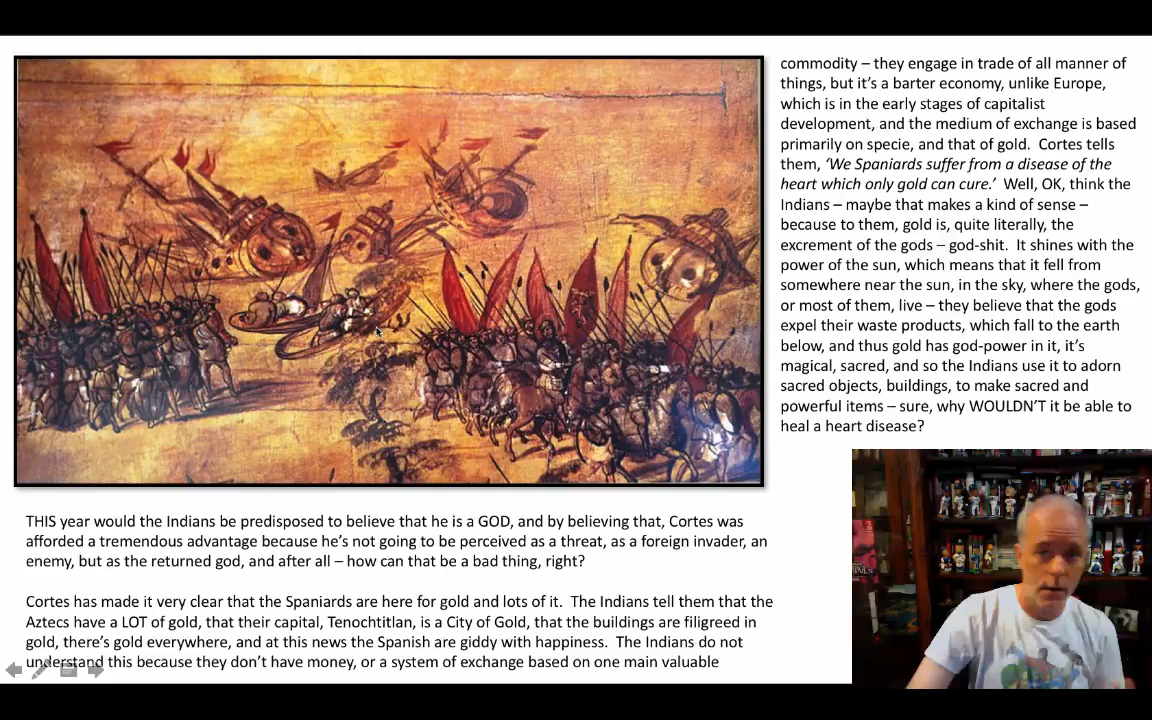 THIS year would the Indians be predisposed to believe that he is a GOD, and by believing that, Cortes was
afforded a tremendous advantage because he's not going to be perceived as a threat, as a foreign invader, an
enemy, but as the returned god, and after all – how can that be a bad thing, right?
Cortes has made it very clear that the Spaniards are here for gold and lots of it.  The Indians tell them that the
Aztecs have a LOT of gold, that their capital, Tenochtitlan, is a City of Gold, that the buildings are filigreed in
gold, there's gold everywhere, and at this news the Spanish are giddy with happiness.  The Indians do not
understand this because they don't have money, or a system of exchange based on one main valuable
commodity – they engage in trade of all manner of
things, but it's a barter economy, unlike Europe,
which is in the early stages of capitalist
development, and the medium of exchange is based
primarily on specie, and that of gold.  Cortes tells
them, 'We Spaniards suffer from a disease of the
heart which only gold can cure.'  Well, OK, think the
Indians – maybe that makes a kind of sense –
because to them, gold is, quite literally, the
excrement of the gods – god-shit.  It shines with the
power of the sun, which means that it fell from
somewhere near the sun, in the sky, where the gods,
or most of them, live – they believe that the gods
expel their waste products, which fall to the earth
below, and thus gold has god-power in it, it's
magical, sacred, and so the Indians use it to adorn
sacred objects, buildings, to make sacred and
powerful items – sure, why WOULDN'T it be able to
heal a heart disease?